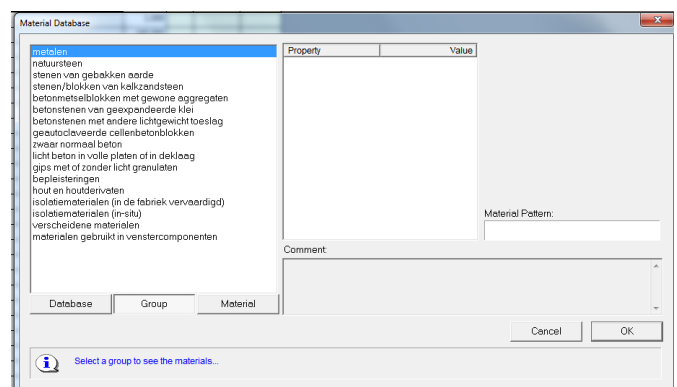 Material Database
metalen
natuursteen
stenen van gebakken aarde
stenen/blokken van kalkzandsteen
betonmetselblokken met gewone aggregaten
betonstenen van geexpandeerde klei
betonstenen met andere lichtgewicht toeslag
geautoclaveerde cellenbetonblokken
zwaar normaal beton
licht beton in volle platen of in deklaag
gips met of zonder licht granulaten
bepleisteringen
hout en houtderivaten
isolatiematerialen (in de fabriek vervaardigd)
isolatiematerialen (in-situ)
verscheidene materialen
materialen gebruikt in venstercomponenten
Property Value
Material Pattern:
Comment:
Database Group Material
Cancel OK
Select a group to see the materials...